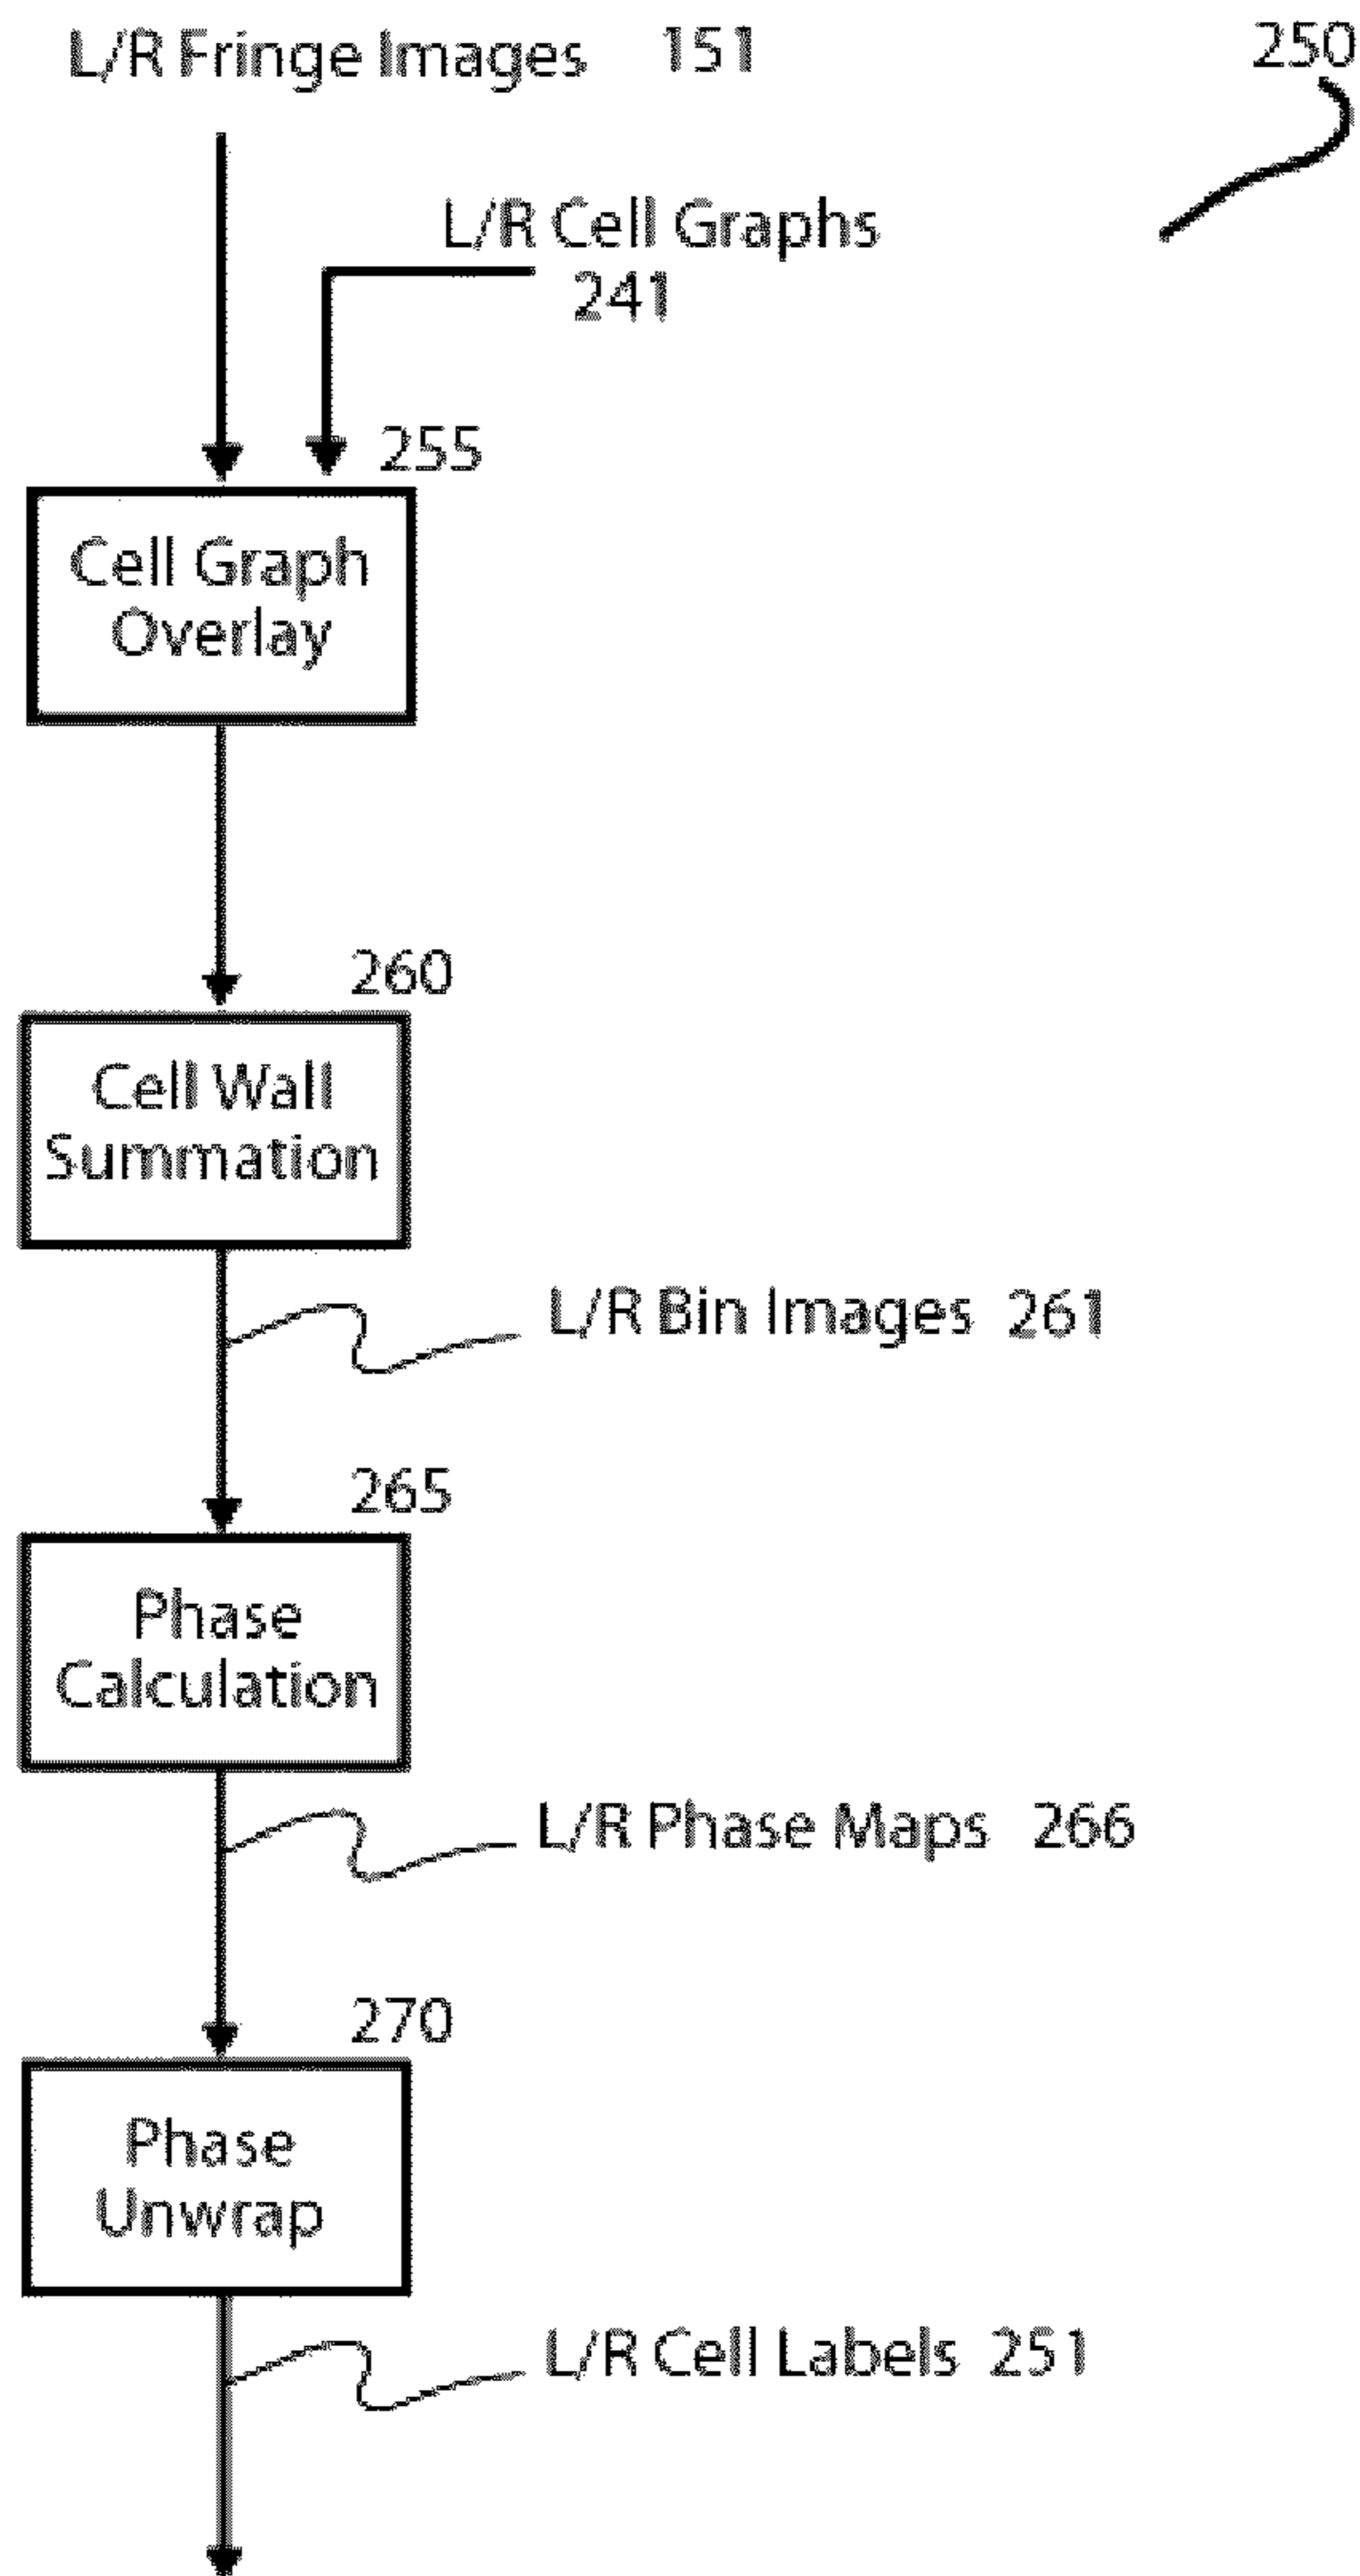 L/R Fringe Images 151
250
L/R Cell Graphs
241
255
Cell Graph
Overlay
260
Cell Wall
Summation
L/R Bin Images 261
265
Phase
Calculation
L/R Phase Maps 266
270
Phase
Unwrap
L/R Cell Labels 251